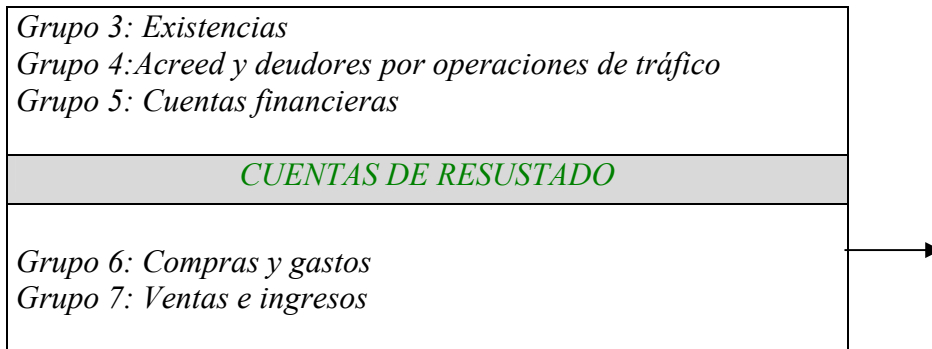 Grupo 3: Existencias
Grupo 4:Acreed y deudores por operaciones de tráfico
Grupo 5: Cuentas financieras
CUENTAS DE RESUSTADO
Grupo 6: Compras y gastos
Grupo 7: Ventas e ingresos